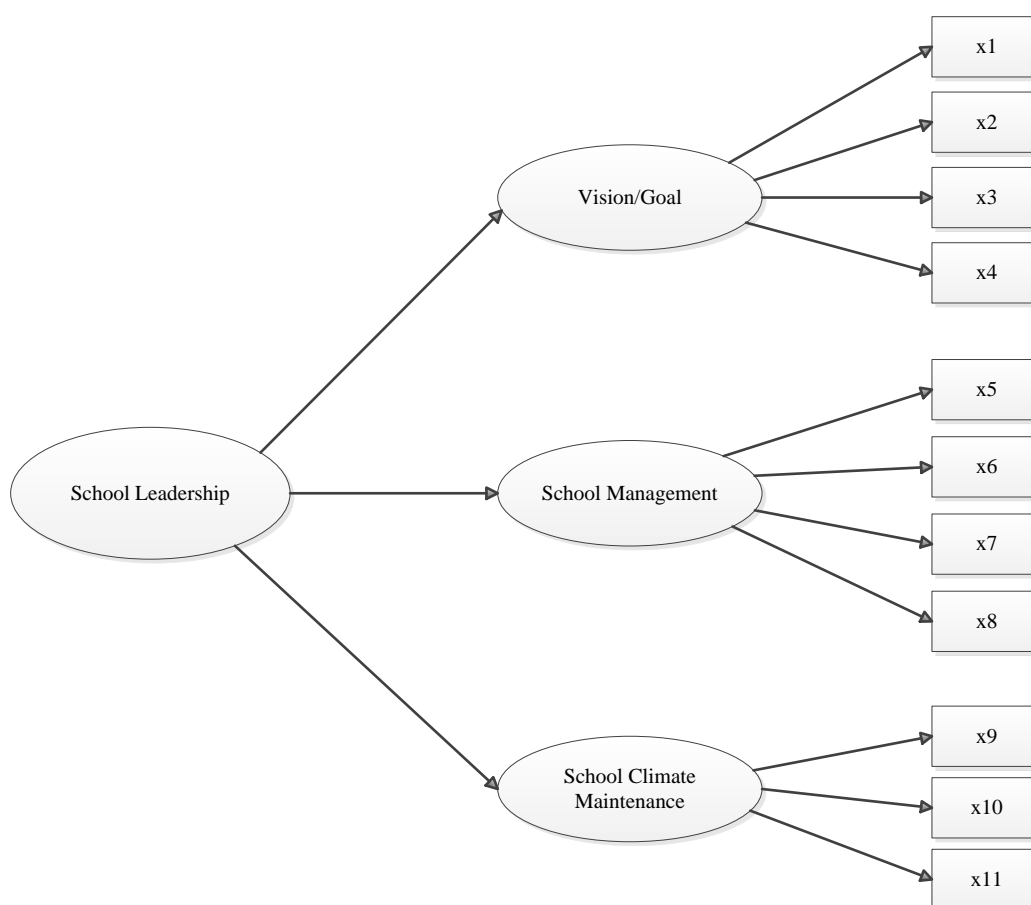 x1
x2
Vision/Goal
x3
x4
x5
x6
School Leadership
School Management
x7
x8
x9
School Climate
Maintenance
x10
x11